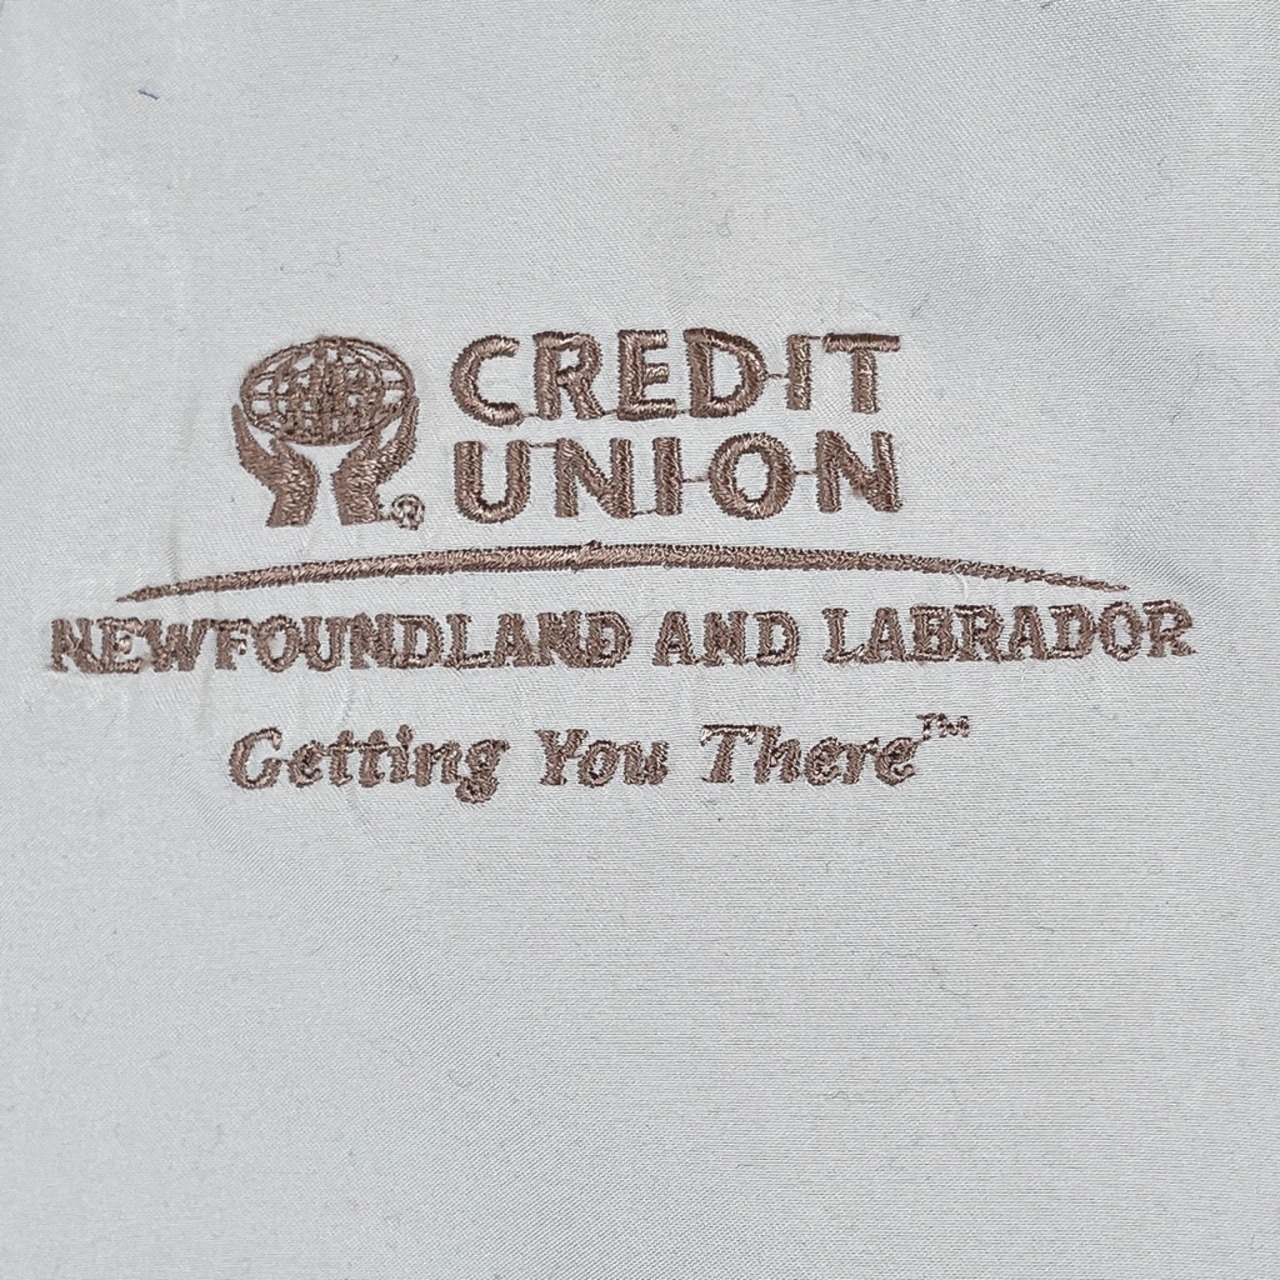 CREDIT
UNION
®
NEWFOUNDLAND AND LABRADOR
Getting You There™